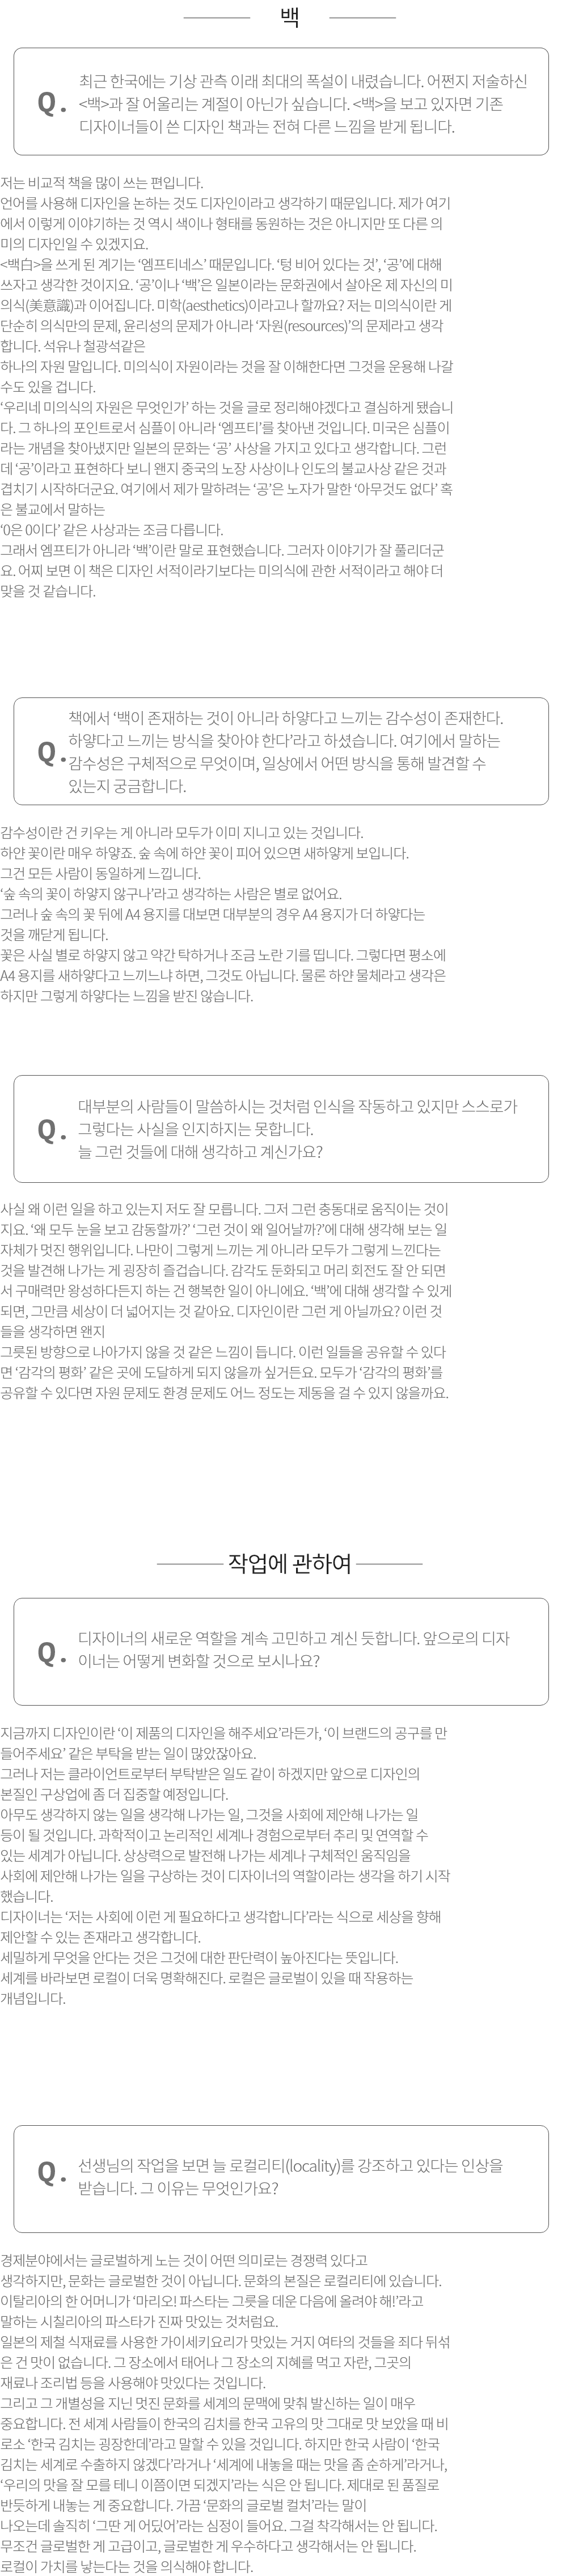 백
Q.
최근 한국에는 기상 관측 이래 최대의 폭설이 내렸습니다. 어쩐지 저술하신
<백>과 잘 어울리는 계절이 아닌가 싶습니다. <백>을 보고 있자면 기존
디자이너들이 쓴 디자인 책과는 전혀 다른 느낌을 받게 됩니다.
저는 비교적 책을 많이 쓰는 편입니다.
언어를 사용해 디자인을 논하는 것도 디자인이라고 생각하기 때문입니다. 제가 여기
에서 이렇게 이야기하는 것 역시 색이나 형태를 동원하는 것은 아니지만 또 다른 의
미의 디자인일 수 있겠지요.
<백白>을 쓰게 된 계기는 ‘엠프티네스’ 때문입니다. ‘텅 비어 있다는 것’, ‘공’에 대해
쓰자고 생각한 것이지요. ‘공’이나 ‘백’은 일본이라는 문화권에서 살아온 제 자신의 미
의식(美意識)과 이어집니다. 미학(aesthetics)이라고나 할까요? 저는 미의식이란 게
단순히 의식만의 문제, 윤리성의 문제가 아니라 ‘자원(resources)’의 문제라고 생각
합니다. 석유나 철광석같은
하나의 자원 말입니다. 미의식이 자원이라는 것을 잘 이해한다면 그것을 운용해 나갈
수도 있을 겁니다.
‘우리네 미의식의 자원은 무엇인가’ 하는 것을 글로 정리해야겠다고 결심하게 됐습니
다. 그 하나의 포인트로서 심플이 아니라 ‘엠프티’를 찾아낸 것입니다. 미국은 심플이
라는 개념을 찾아냈지만 일본의 문화는 ‘공’ 사상을 가지고 있다고 생각합니다. 그런
데 ‘공’이라고 표현하다 보니 왠지 중국의 노장 사상이나 인도의 불교사상 같은 것과
겹치기 시작하더군요. 여기에서 제가 말하려는 ‘공’은 노자가 말한 ‘아무것도 없다’ 혹
은 불교에서 말하는
‘0은 0이다’ 같은 사상과는 조금 다릅니다.
그래서 엠프티가 아니라 ‘백’이란 말로 표현했습니다. 그러자 이야기가 잘 풀리더군
요. 어찌 보면 이 책은 디자인 서적이라기보다는 미의식에 관한 서적이라고 해야 더
맞을 것 같습니다.
Q.
책에서 ‘백이 존재하는 것이 아니라 하얗다고 느끼는 감수성이 존재한다.
하얗다고 느끼는 방식을 찾아야 한다’라고 하셨습니다. 여기에서 말하는
감수성은 구체적으로 무엇이며, 일상에서 어떤 방식을 통해 발견할 수
있는지 궁금합니다.
감수성이란 건 키우는 게 아니라 모두가 이미 지니고 있는 것입니다.
하얀 꽃이란 매우 하얗죠. 숲 속에 하얀 꽃이 피어 있으면 새하얗게 보입니다.
그건 모든 사람이 동일하게 느낍니다.
‘숲 속의 꽃이 하얗지 않구나’라고 생각하는 사람은 별로 없어요.
그러나 숲 속의 꽃 뒤에 A4 용지를 대보면 대부분의 경우 A4 용지가 더 하얗다는
것을 깨닫게 됩니다.
꽃은 사실 별로 하얗지 않고 약간 탁하거나 조금 노란 기를 띱니다. 그렇다면 평소에
A4 용지를 새하얗다고 느끼느냐 하면, 그것도 아닙니다. 물론 하얀 물체라고 생각은
하지만 그렇게 하얗다는 느낌을 받진 않습니다.
Q.
대부분의 사람들이 말씀하시는 것처럼 인식을 작동하고 있지만 스스로가
그렇다는 사실을 인지하지는 못합니다.
늘 그런 것들에 대해 생각하고 계신가요?
사실 왜 이런 일을 하고 있는지 저도 잘 모릅니다. 그저 그런 충동대로 움직이는 것이
지요. ‘왜 모두 눈을 보고 감동할까?’ ‘그런 것이 왜 일어날까?’에 대해 생각해 보는 일
자체가 멋진 행위입니다. 나만이 그렇게 느끼는 게 아니라 모두가 그렇게 느낀다는
것을 발견해 나가는 게 굉장히 즐겁습니다. 감각도 둔화되고 머리 회전도 잘 안 되면
서 구매력만 왕성하다든지 하는 건 행복한 일이 아니에요. ‘백’에 대해 생각할 수 있게
되면, 그만큼 세상이 더 넓어지는 것 같아요. 디자인이란 그런 게 아닐까요? 이런 것
들을 생각하면 왠지
그릇된 방향으로 나아가지 않을 것 같은 느낌이 듭니다. 이런 일들을 공유할 수 있다
면 ‘감각의 평화’ 같은 곳에 도달하게 되지 않을까 싶거든요. 모두가 ‘감각의 평화’를
공유할 수 있다면 자원 문제도 환경 문제도 어느 정도는 제동을 걸 수 있지 않을까요.
작업에 관하여
Q.
디자이너의 새로운 역할을 계속 고민하고 계신 듯합니다. 앞으로의 디자
이너는 어떻게 변화할 것으로 보시나요?
지금까지 디자인이란 ‘이 제품의 디자인을 해주세요’라든가, ‘이 브랜드의 공구를 만
들어주세요’ 같은 부탁을 받는 일이 많았잖아요.
그러나 저는 클라이언트로부터 부탁받은 일도 같이 하겠지만 앞으로 디자인의
본질인 구상업에 좀 더 집중할 예정입니다.
아무도 생각하지 않는 일을 생각해 나가는 일, 그것을 사회에 제안해 나가는 일
등이 될 것입니다. 과학적이고 논리적인 세계나 경험으로부터 추리 및 연역할 수
있는 세계가 아닙니다. 상상력으로 발전해 나가는 세계나 구체적인 움직임을
사회에 제안해 나가는 일을 구상하는 것이 디자이너의 역할이라는 생각을 하기 시작
했습니다.
디자이너는 ‘저는 사회에 이런 게 필요하다고 생각합니다’라는 식으로 세상을 향해
제안할 수 있는 존재라고 생각합니다.
세밀하게 무엇을 안다는 것은 그것에 대한 판단력이 높아진다는 뜻입니다.
세계를 바라보면 로컬이 더욱 명확해진다. 로컬은 글로벌이 있을 때 작용하는
개념입니다.
Q.
선생님의 작업을 보면 늘 로컬리티(locality)를 강조하고 있다는 인상을
받습니다. 그 이유는 무엇인가요?
경제분야에서는 글로벌하게 노는 것이 어떤 의미로는 경쟁력 있다고
생각하지만, 문화는 글로벌한 것이 아닙니다. 문화의 본질은 로컬리티에 있습니다.
이탈리아의 한 어머니가 ‘마리오! 파스타는 그릇을 데운 다음에 올려야 해!’라고
말하는 시칠리아의 파스타가 진짜 맛있는 것처럼요.
일본의 제철 식재료를 사용한 가이세키요리가 맛있는 거지 여타의 것들을 죄다 뒤섞
은 건 맛이 없습니다. 그 장소에서 태어나 그 장소의 지혜를 먹고 자란, 그곳의
재료나 조리법 등을 사용해야 맛있다는 것입니다.
그리고 그 개별성을 지닌 멋진 문화를 세계의 문맥에 맞춰 발신하는 일이 매우
중요합니다. 전 세계 사람들이 한국의 김치를 한국 고유의 맛 그대로 맛 보았을 때 비
로소 ‘한국 김치는 굉장한데’라고 말할 수 있을 것입니다. 하지만 한국 사람이 ‘한국
김치는 세계로 수출하지 않겠다’라거나 ‘세계에 내놓을 때는 맛을 좀 순하게’라거나,
‘우리의 맛을 잘 모를 테니 이쯤이면 되겠지’라는 식은 안 됩니다. 제대로 된 품질로
반듯하게 내놓는 게 중요합니다. 가끔 ‘문화의 글로벌 컬처’라는 말이
나오는데 솔직히 ‘그딴 게 어딨어’라는 심정이 들어요. 그걸 착각해서는 안 됩니다.
무조건 글로벌한 게 고급이고, 글로벌한 게 우수하다고 생각해서는 안 됩니다.
로컬이 가치를 낳는다는 것을 의식해야 합니다.